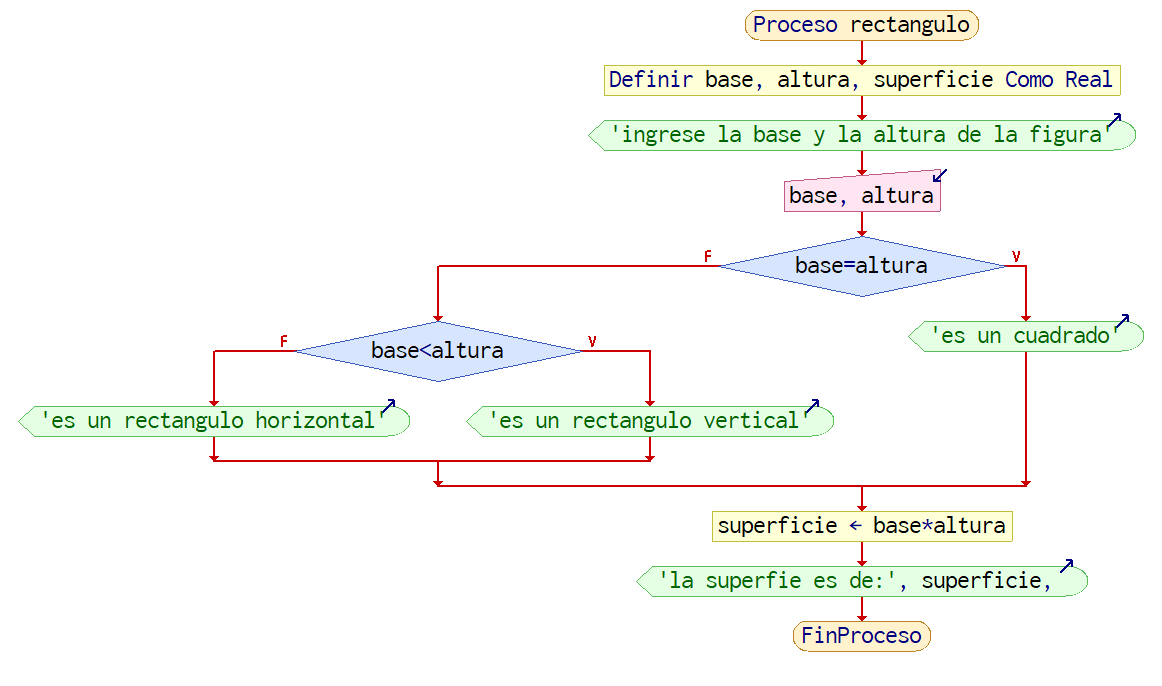 Proceso rectangulo
Definir base, altura, superficie Como Real
'ingrese la base y la altura de la figura'
base, altura
F
V
base=altura
'es un cuadrado'
F
V
base<altura
'es un rectangulo horizontal'
'es un rectangulo vertical'
superficie ← base*altura
'la superfie es de:', superficie,
FinProceso